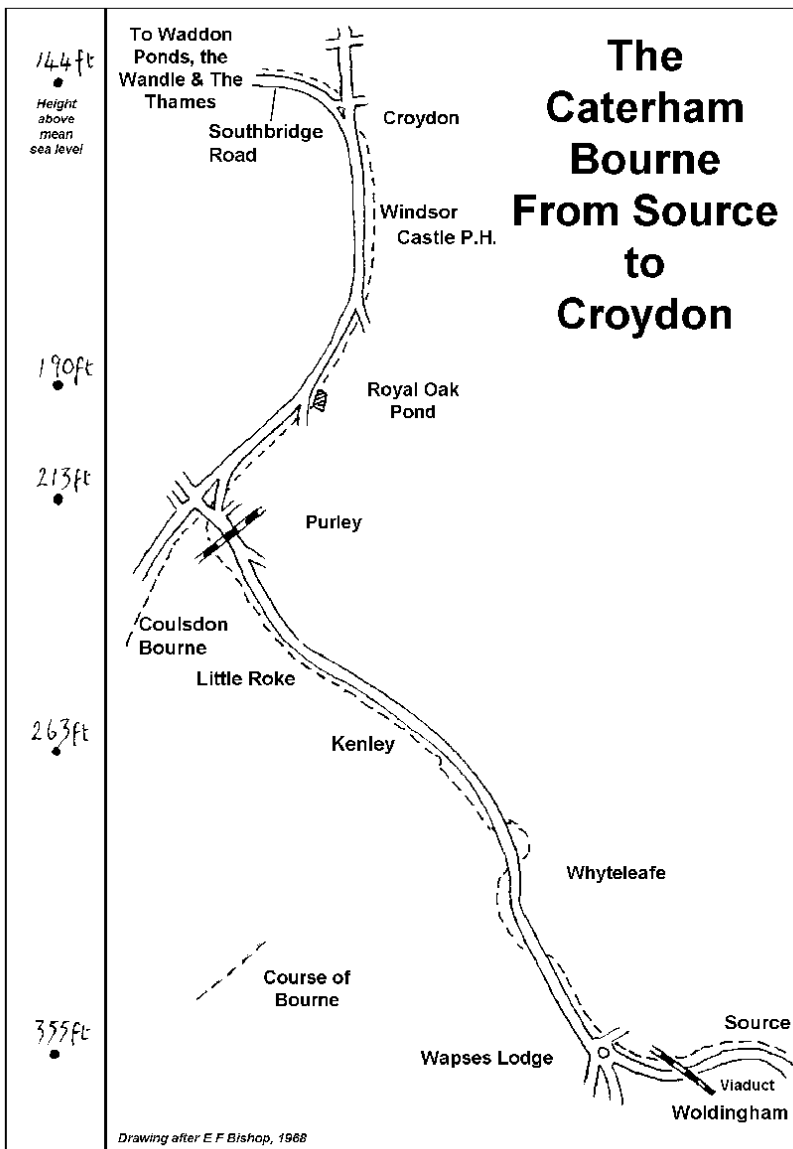 The
Caterham
Bourne
From Source
to
Croydon
144ft
Height
above
mean
sea level
To Waddon
Ponds, the
Wandle & The
Thames
Southbridge
Road
Croydon
Windsor
Castle P.H.
190ft
Royal Oak
Pond
213ft
Purley
Coulsdon
Bourne
Little Roke
263ft
Kenley
Whyteleafe
Course of
Bourne
355ft
Source
Wapses Lodge
Viaduct
Woldingham
Drawing after E F Bishop, 1968